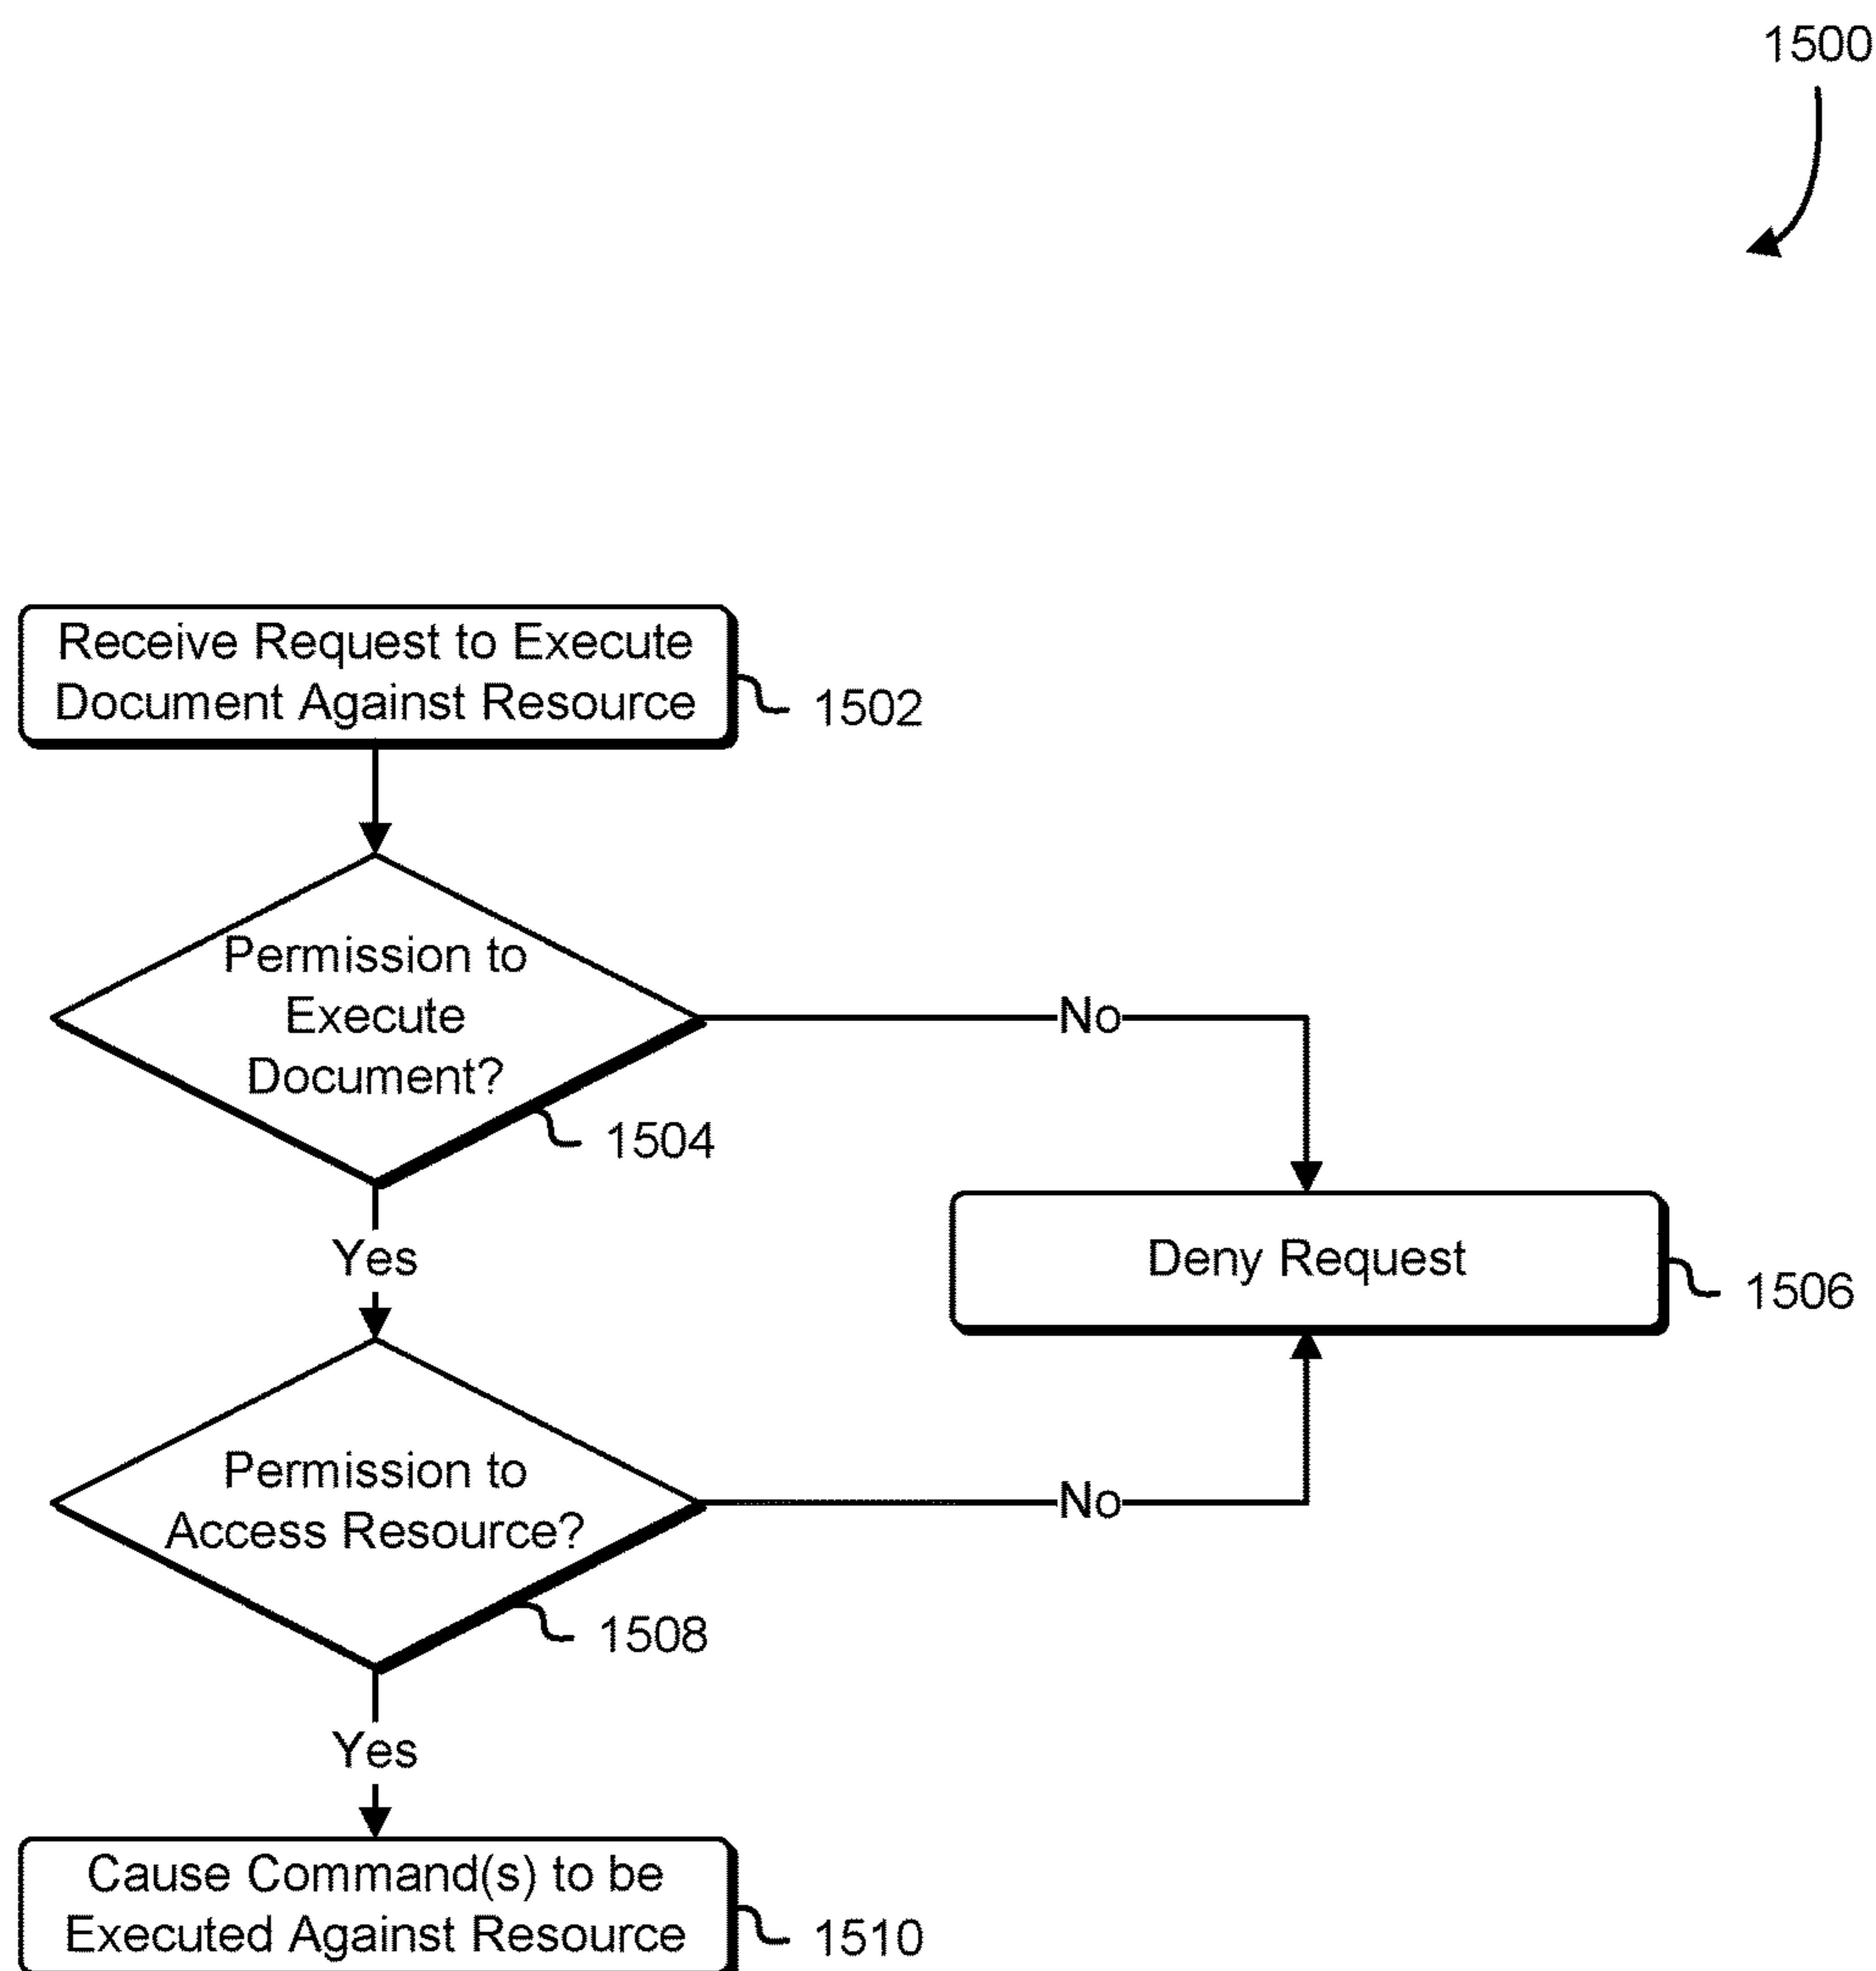 1500
Receive Request to Execute
Document Against Resource
1502
Permission to
Execute
Document?
No
1504
Yes
Deny Request
1506
Permission to
Access Resource?
No
1508
Yes
Cause Command(s) to be
Executed Against Resource
1510